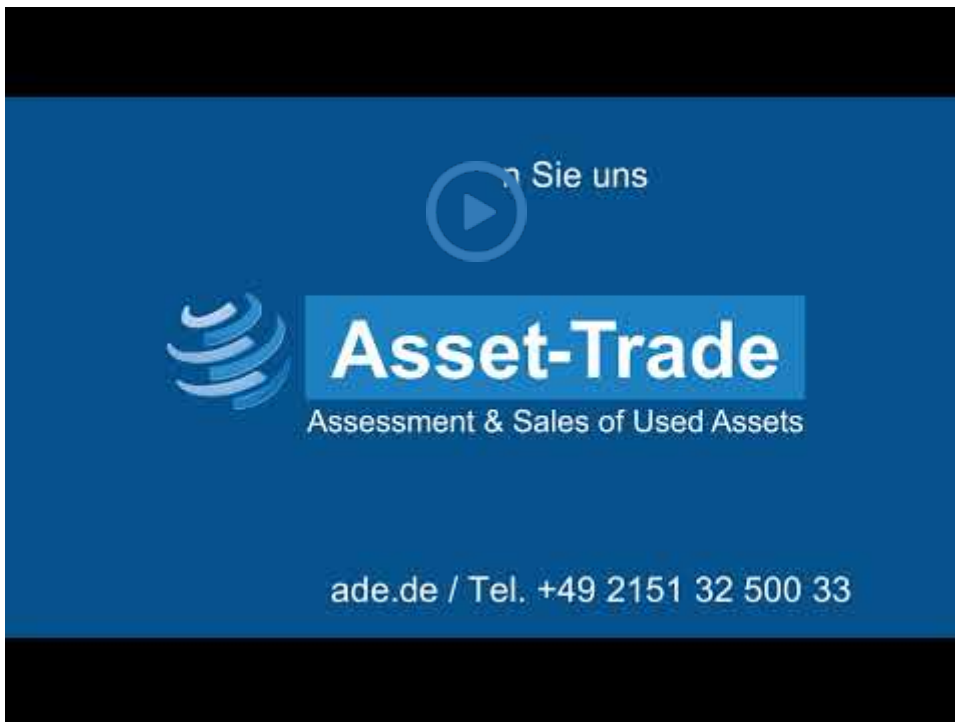 n Sie uns
Asset-Trade
Assessment & Sales of Used Assets
ade.de / Tel. +49 2151 32 500 33